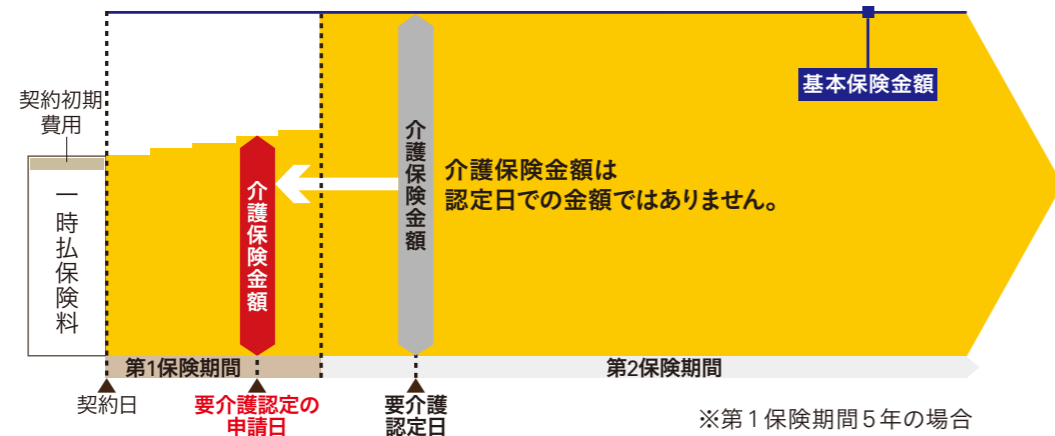 基本保険金額
契約初期
費用
一時払保険料
介護保険金額
介護保険金額
介護保険金額は
認定日での金額ではありません。
第1保険期間
第2保険期間
契約日
要介護認定の
申請日
要介護
認定日
※第1保険期間5年の場合